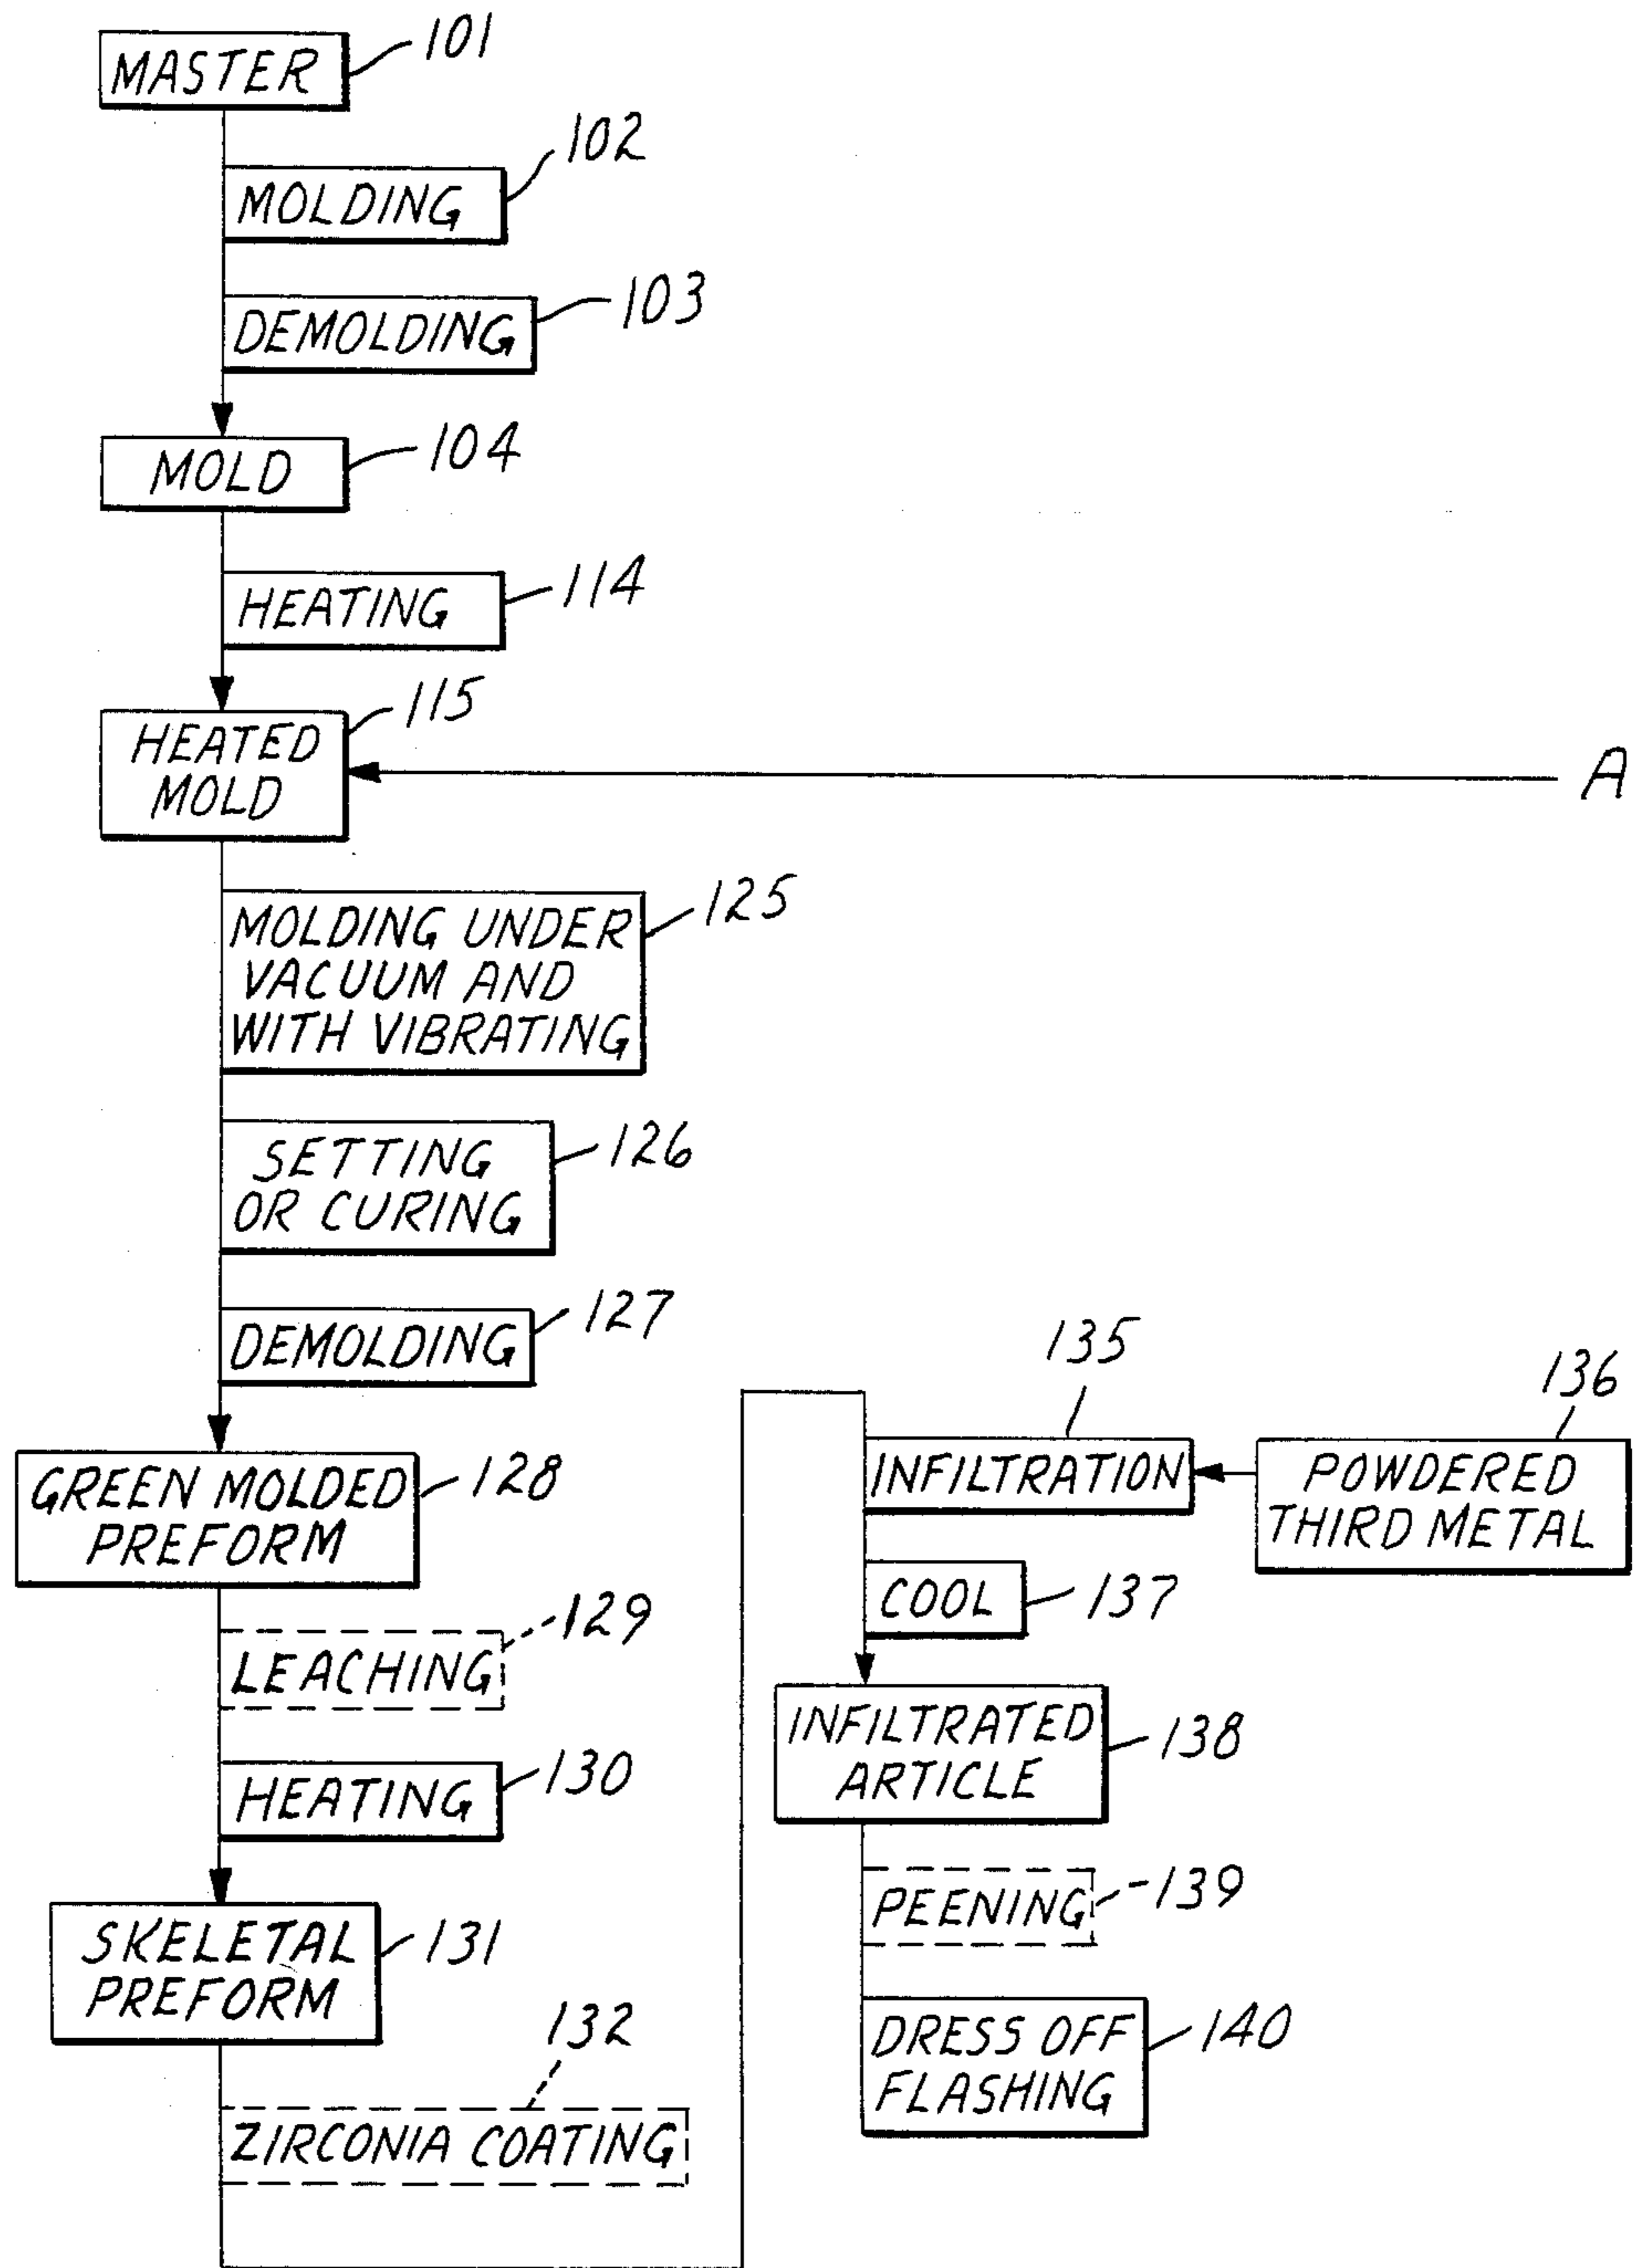 MASTER
101
MOLDING
102
DEMOLDING
103
MOLD
104
HEATING
114
HEATED
MOLD
115
A
MOLDING UNDER
VACUUM AND
WITH VIBRATING
125
SETTING
OR CURING
126
DEMOLDING
127
GREEN MOLDED
PREFORM
128
LEACHING
129
HEATING
130
SKELETAL
PREFORM
131
ZIRCONIA COATING
132
INFILTRATION
135
POWDERED
THIRD METAL
136
COOL
137
INFILTRATED
ARTICLE
138
PEENING
139
DRESS OFF
FLASHING
140